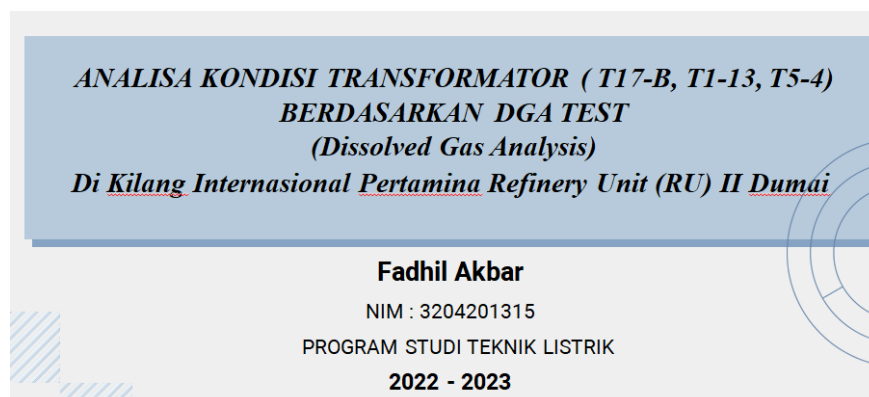 ANALISA KONDISI TRANSFORMATOR ( T17-B, T1-13, T5-4)
BERDASARKAN DGA TEST
(Dissolved Gas Analysis)
Di Kilang Internasional Pertamina Refinery Unit (RU) II Dumai
Fadhil Akbar
NIM : 3204201315
PROGRAM STUDI TEKNIK LISTRIK
2022 - 2023